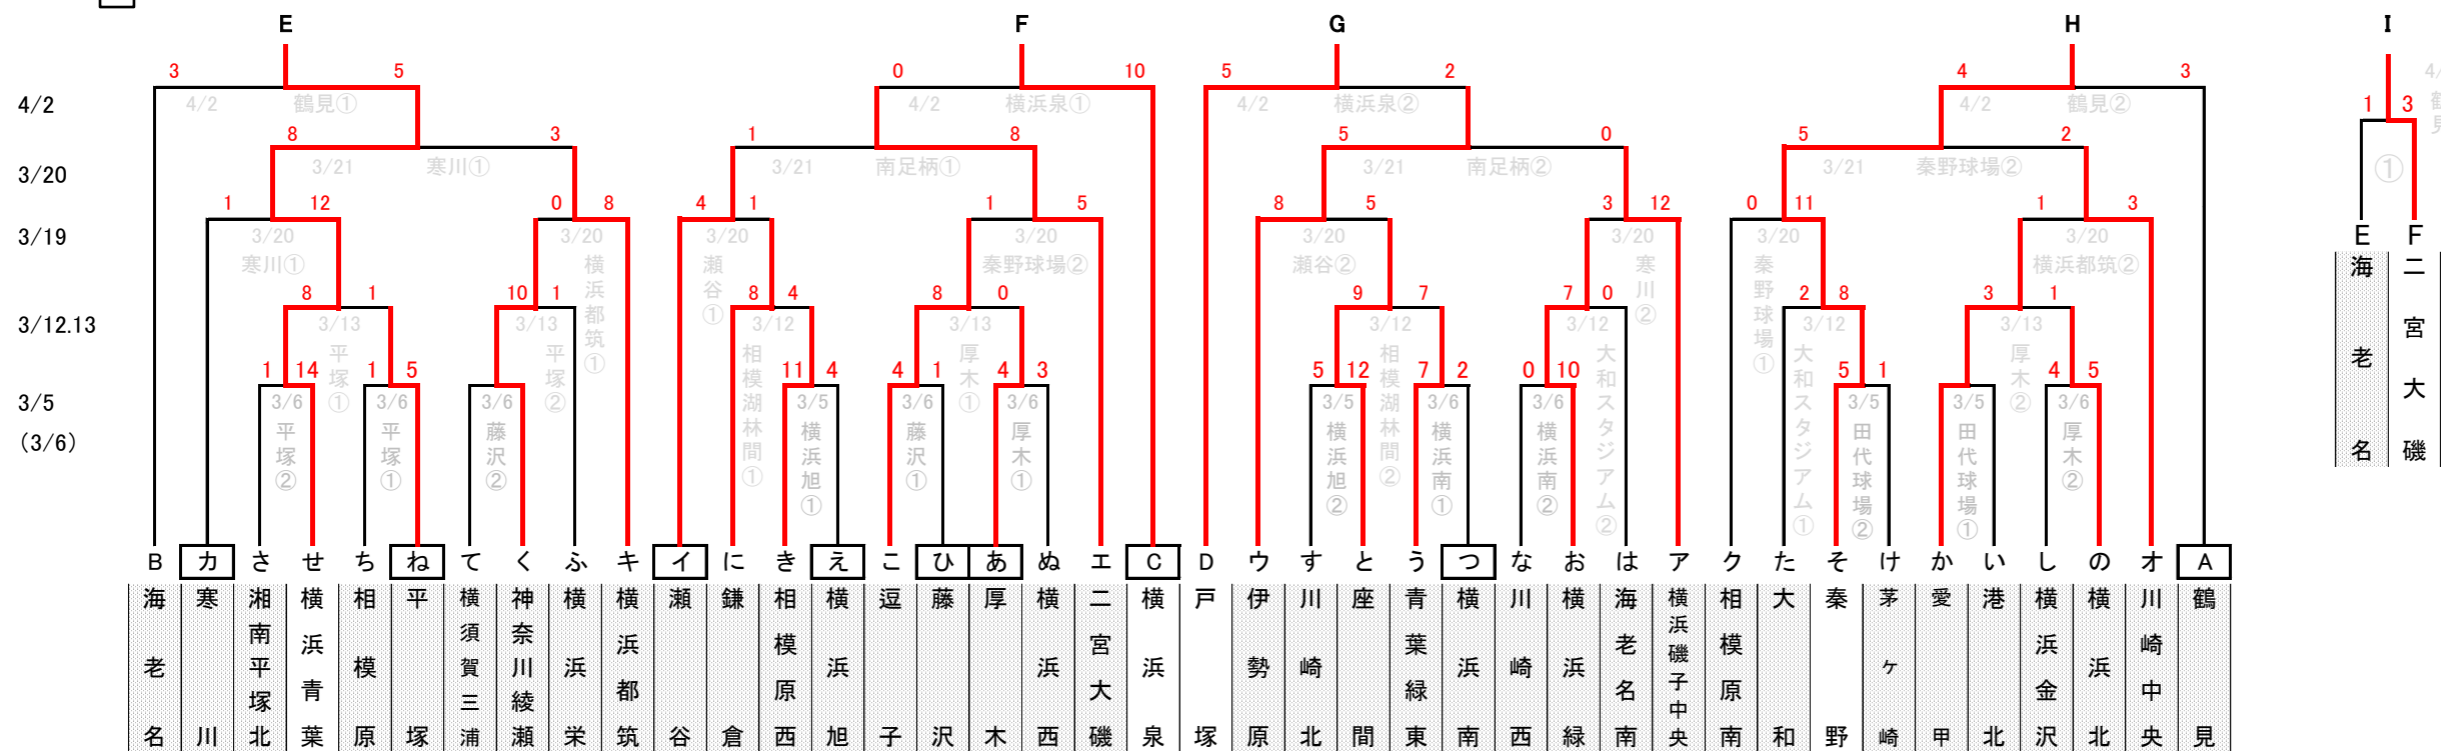 E F G H I
3 5 0 10 5 2 4 3
4/2 4/2 鶴見① 4/2 横浜泉① 4/2 横浜泉② 4/2 鶴見② 1 3
8 3 1 8 5 0 5 2
3/20 3/21 寒川① 3/21 南足柄① 3/21 南足柄② 3/21 秦野球場② ①
1 12 0 8 4 1 1 5 8 5 3 12 0 11 1 3
3/19 3/20 3/20 3/20 3/20 3/20 3/20 3/20 3/20
寒川① 横浜都筑① 瀬谷① 秦野球場② 瀬谷② 寒川② 秦野球場① 横浜都筑②
8 1 10 1 8 4 8 0 9 7 7 0 2 8 3 1
3/12.13 3/13 3/13 3/12 3/13 3/12 3/12 3/12 3/13
平塚① 平塚② 相模湖林間① 厚木① 相模湖林間② 大和スタジアム② 大和スタジアム① 厚木②
1 14 1 5 11 4 4 1 4 3 5 12 7 2 0 10 5 1 4 5
3/5 3/6 3/6 3/6 3/5 3/6 3/6 3/5 3/6 3/6 3/5 3/5 3/6
(3/6) 平塚② 平塚① 藤沢② 横浜旭① 藤沢① 厚木① 横浜旭② 横浜南① 横浜南② 田代球場② 田代球場① 厚木②
B カ さ せ ち ね て く ふ キ イ に き え こ ひ あ ぬ エ C D ウ す と う つ な お は ア ク た そ け か い し の オ A
海老名
寒川
湘南平塚北
横浜青葉
相模原
平塚
横須賀三浦
神奈川綾瀬
横浜栄
横浜都筑
瀬谷
鎌倉
相模原西
横浜旭
逗子
藤沢
厚木
横浜西
二宮大磯
横浜泉
戸塚
伊勢原
川崎北
座間
青葉緑東
横浜南
川崎西
横浜緑
海老名南
横浜磯子中央
相模原南
大和
秦野
茅ヶ崎
愛甲
港北
横浜金沢
横浜北
川崎中央
鶴見
E F
海老名
二宮大磯